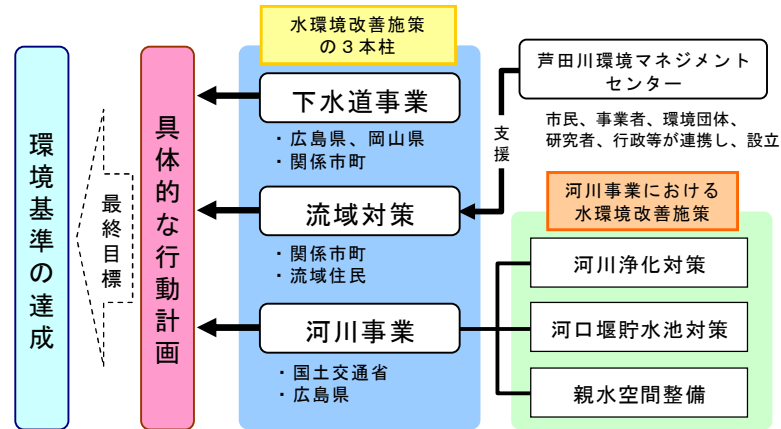 環境基準の達成
最終目標
具体的な行動計画
水環境改善施策
の３本柱
下水道事業
・広島県、岡山県
・関係市町
流域対策
・関係市町
・流域住民
河川事業
・国土交通省
・広島県
芦田川環境マネジメント
センター
市民、事業者、環境団体、
研究者、行政等が連携し、設立
支援
河川事業における
水環境改善施策
河川浄化対策
河口堰貯水池対策
親水空間整備